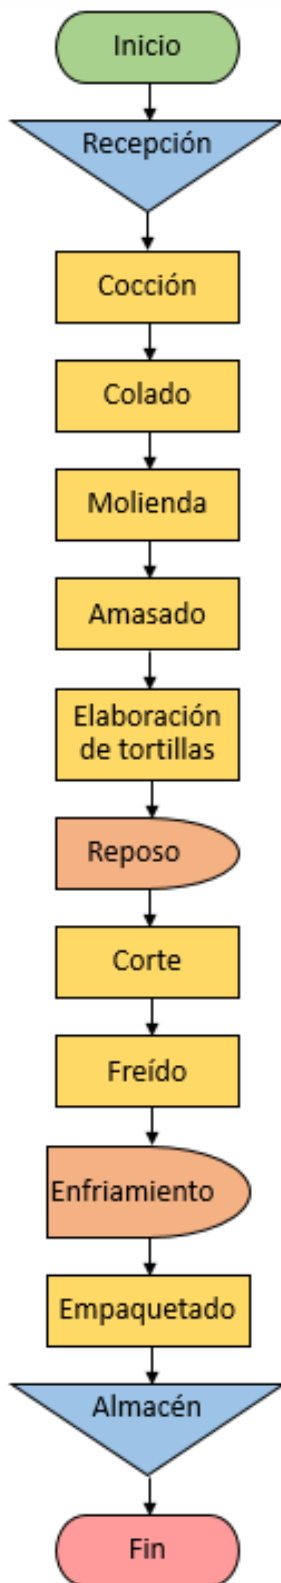 Inicio
Recepción
Cocción
Colado
Molienda
Amasado
Elaboración
de tortillas
Reposo
Corte
Freído
Enfriamiento
Empaquetado
Almacén
Fin